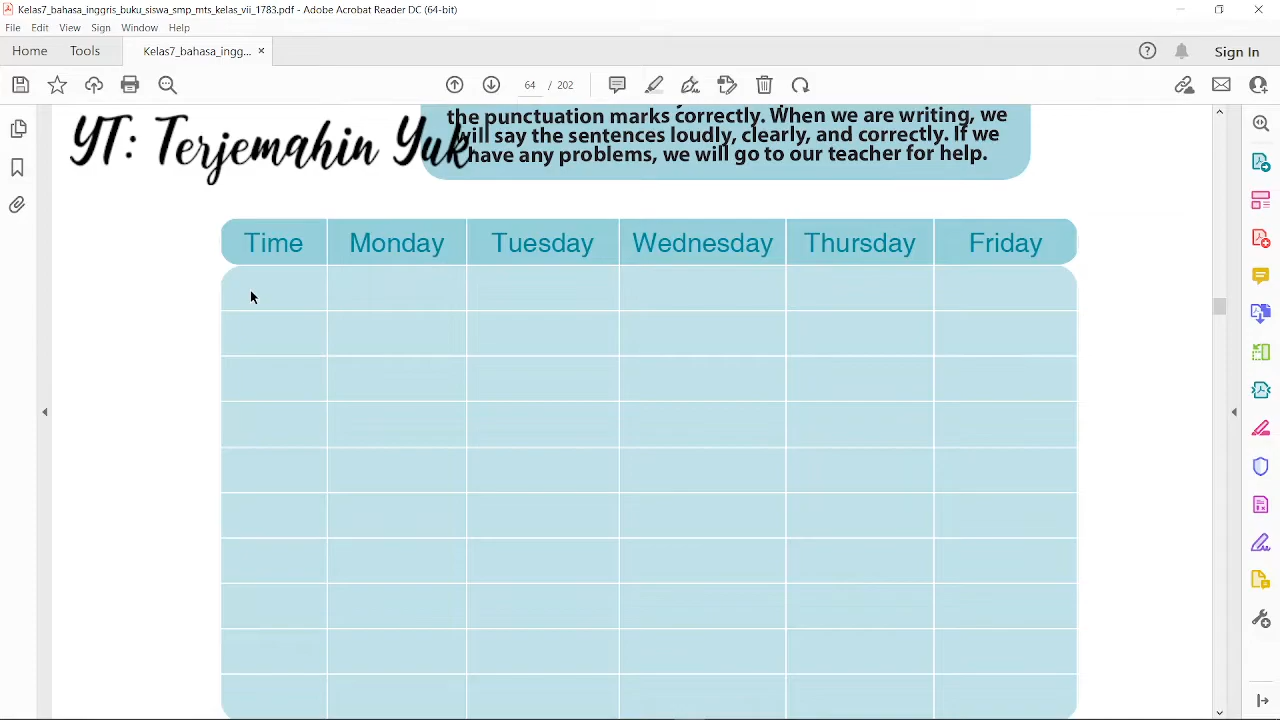 Kelas7_bahasa_inggris_buku_siswa_smp_mts_kelas_vii_1783.pdf - Adobe Acrobat Reader DC (64-bit)
File Edit View Sign Window Help
Home Tools Kelas7_bahasa_ingg... × Sign In
64 / 202
the punctuation marks correctly. When we are writing, we
will say the sentences loudly, clearly, and correctly. If we
have any problems, we will go to our teacher for help.
YT: Terjemahin Yuk
Time Monday Tuesday Wednesday Thursday Friday